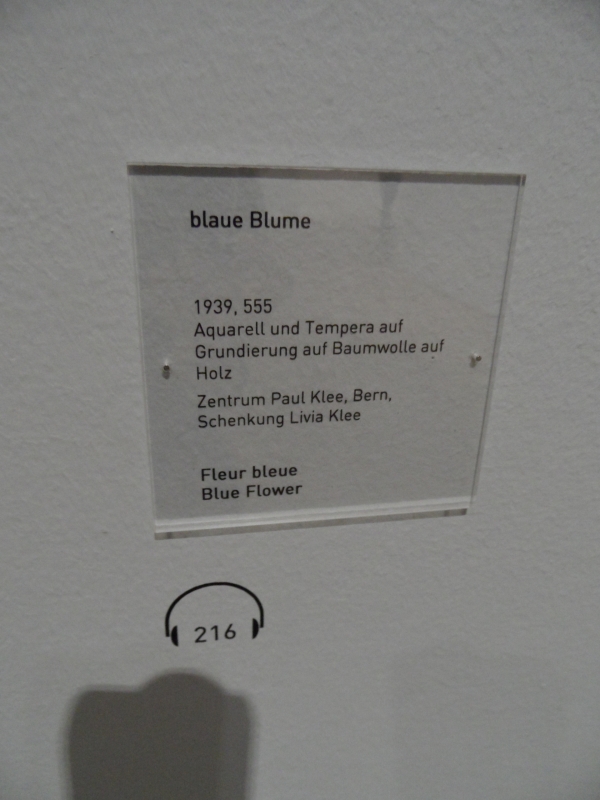 blaue Blume
1939, 555
Aquarell und Tempera auf
Grundierung auf Baumwolle auf
Holz
Zentrum Paul Klee, Bern,
Schenkung Livia Klee
Fleur bleue
Blue Flower
216